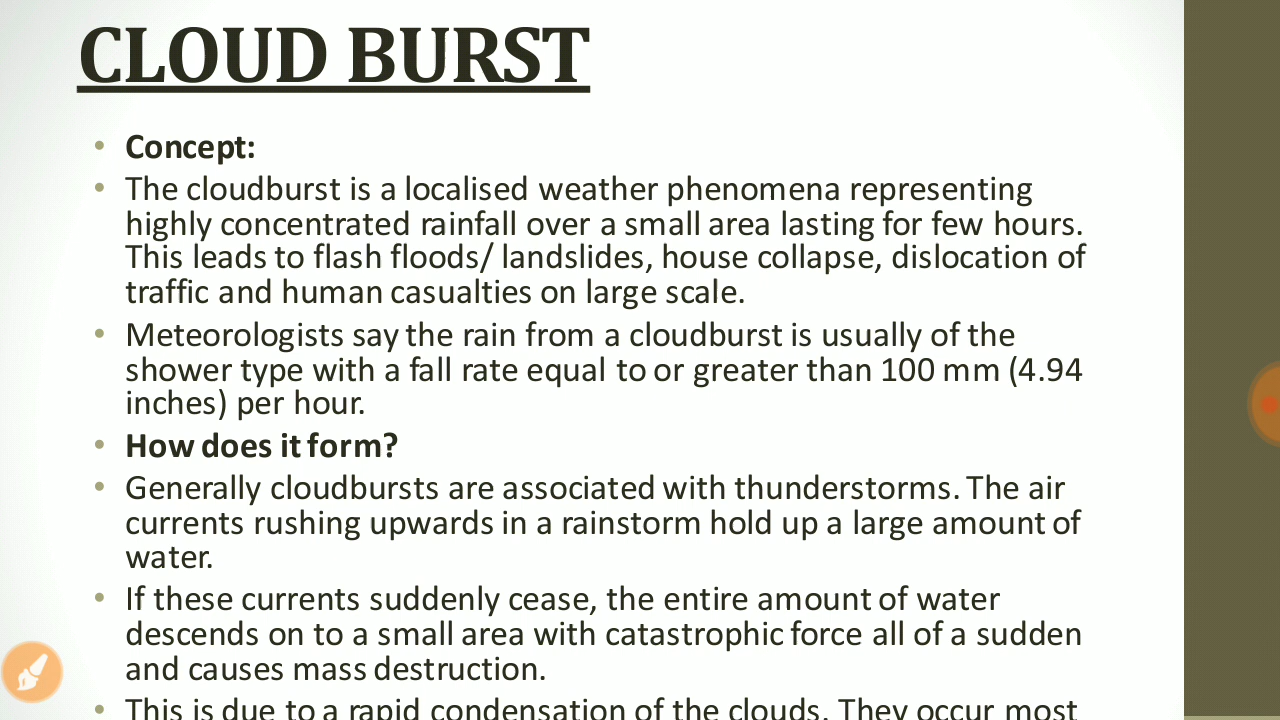 CLOUD BURST
• Concept:
• The cloudburst is a localised weather phenomena representing
highly concentrated rainfall over a small area lasting for few hours.
This leads to flash floods/ landslides, house collapse, dislocation of
traffic and human casualties on large scale.
• Meteorologists say the rain from a cloudburst is usually of the
shower type with a fall rate equal to or greater than 100 mm (4.94
inches) per hour.
• How does it form?
• Generally cloudbursts are associated with thunderstorms. The air
currents rushing upwards in a rainstorm hold up a large amount of
water.
• If these currents suddenly cease, the entire amount of water
descends on to a small area with catastrophic force all of a sudden
and causes mass destruction.
• This is due to a rapid condensation of the clouds. They occur most